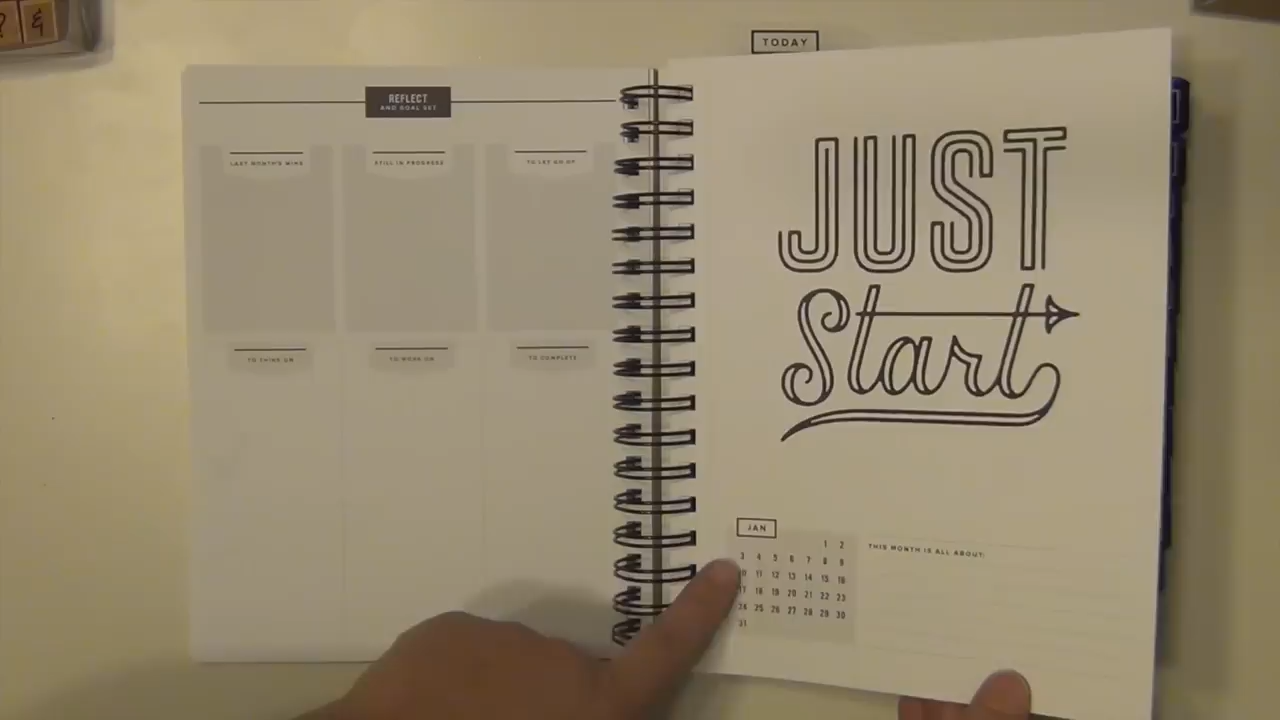 ? &
TODAY
REFLECT
AND GOAL SET
LAST MONTH'S WINS
STILL IN PROGRESS
TO LET GO OF
TO THINK ON
TO WORK ON
TO COMPLETE
JUST
Start
JAN
1 2
3 4 5 6 7 8 9
10 11 12 13 14 15 16
17 18 19 20 21 22 23
24 25 26 27 28 29 30
31
THIS MONTH IS ALL ABOUT: